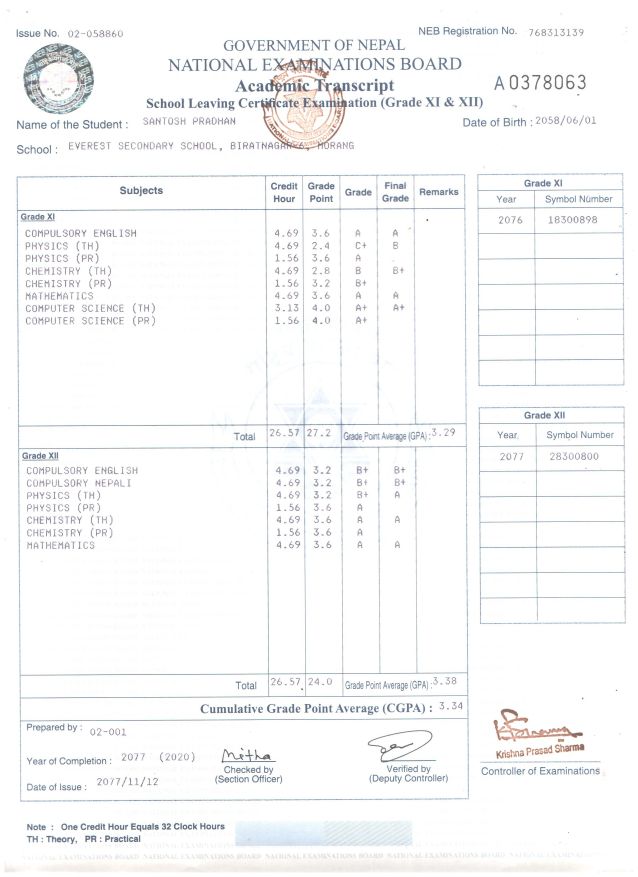 Issue No. 02-058860
NEB Registration No. 768313139
GOVERNMENT OF NEPAL
NATIONAL EXAMINATIONS BOARD
Academic Transcript
A 0378063
School Leaving Certificate Examination (Grade XI & XII)
Name of the Student : SANTOSH PRADHAN
Date of Birth : 2058/06/01
School : EVEREST SECONDARY SCHOOL, BIRATNAGAR-6, MORANG
Subjects Credit Hour Grade Point Grade Final Grade Remarks
Grade XI
COMPULSORY ENGLISH 4.69 3.6 A A
PHYSICS (TH) 4.69 2.4 C+ B
PHYSICS (PR) 1.56 3.6 A
CHEMISTRY (TH) 4.69 2.8 B B+
CHEMISTRY (PR) 1.56 3.2 B+
MATHEMATICS 4.69 3.6 A A
COMPUTER SCIENCE (TH) 3.13 4.0 A+ A+
COMPUTER SCIENCE (PR) 1.56 4.0 A+
Total 26.57 27.2 Grade Point Average (GPA) : 3.29
Grade XII
COMPULSORY ENGLISH 4.69 3.2 B+ B+
COMPULSORY NEPALI 4.69 3.2 B+ B+
PHYSICS (TH) 4.69 3.2 B+ A
PHYSICS (PR) 1.56 3.6 A
CHEMISTRY (TH) 4.69 3.6 A A
CHEMISTRY (PR) 1.56 3.6 A
MATHEMATICS 4.69 3.6 A A
Total 26.57 24.0 Grade Point Average (GPA) : 3.38
Cumulative Grade Point Average (CGPA) : 3.34
Grade XI
Year Symbol Number
2076 18300898
Grade XII
Year Symbol Number
2077 28300800
Prepared by : 02-001
Year of Completion : 2077 (2020)
Date of Issue : 2077/11/12
Checked by
(Section Officer)
Verified by
(Deputy Controller)
Krishna Prasad Sharma
Controller of Examinations
Note : One Credit Hour Equals 32 Clock Hours
TH : Theory, PR : Practical
NATIONAL EXAMINATIONS BOARD NATIONAL EXAMINATIONS BOARD